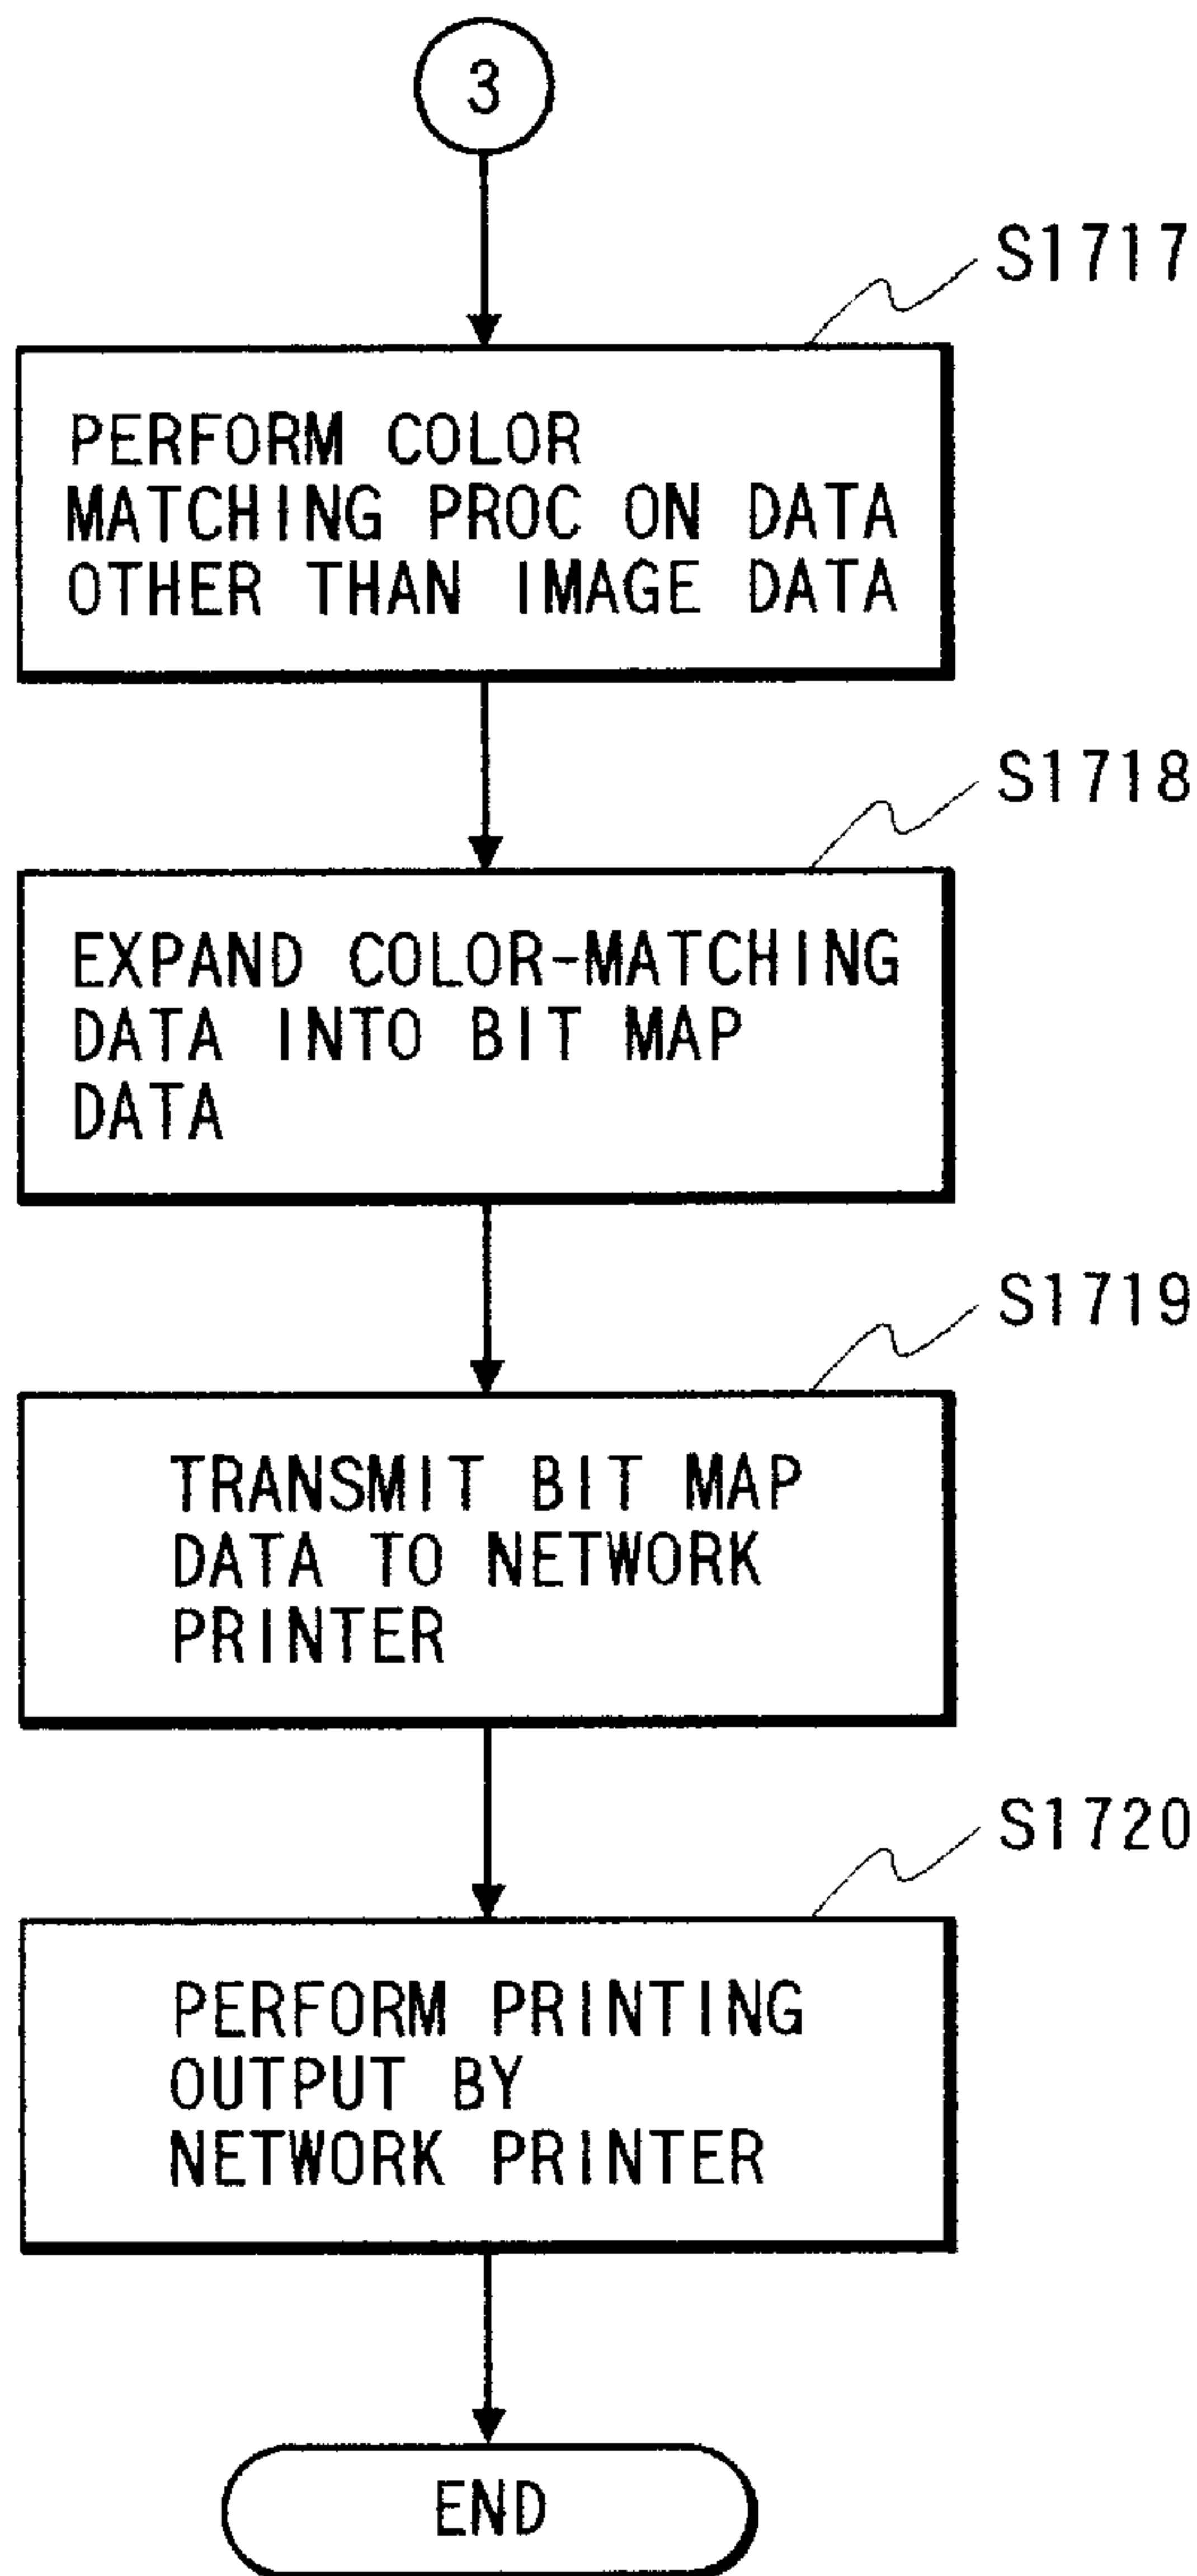 3
S1717
PERFORM COLOR
MATCHING PROC ON DATA
OTHER THAN IMAGE DATA
S1718
EXPAND COLOR-MATCHING
DATA INTO BIT MAP
DATA
S1719
TRANSMIT BIT MAP
DATA TO NETWORK
PRINTER
S1720
PERFORM PRINTING
OUTPUT BY
NETWORK PRINTER
END